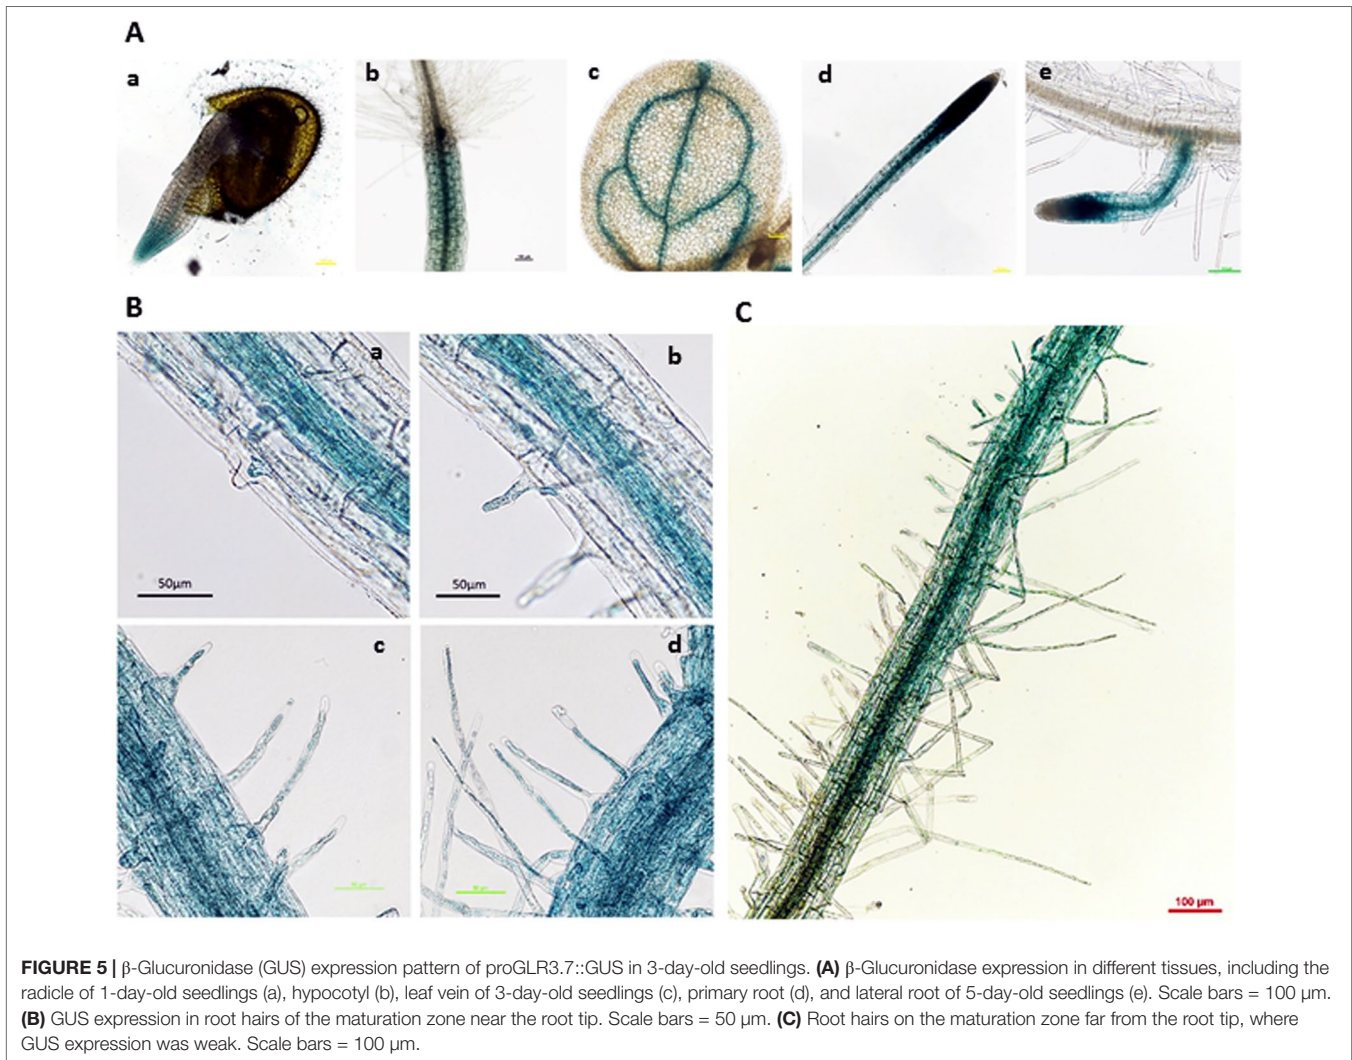 A
a
b
c
d
e
B
C
a
b
50µm
50µm
c
d
100 µm
FIGURE 5 | β-Glucuronidase (GUS) expression pattern of proGLR3.7::GUS in 3-day-old seedlings. (A) β-Glucuronidase expression in different tissues, including the
radicle of 1-day-old seedlings (a), hypocotyl (b), leaf vein of 3-day-old seedlings (c), primary root (d), and lateral root of 5-day-old seedlings (e). Scale bars = 100 µm.
(B) GUS expression in root hairs of the maturation zone near the root tip. Scale bars = 50 µm. (C) Root hairs on the maturation zone far from the root tip, where
GUS expression was weak. Scale bars = 100 µm.